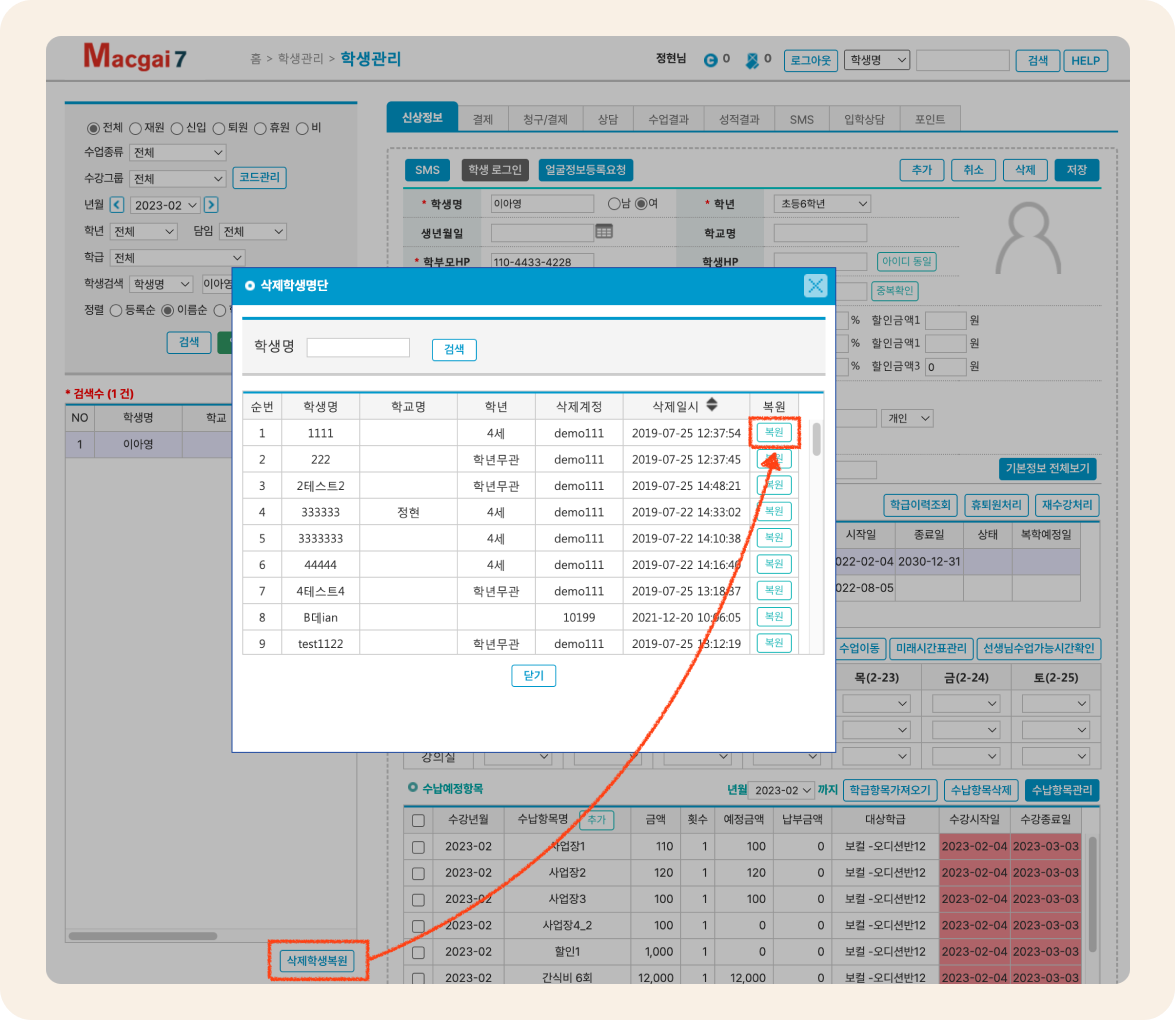 Macgai 7
홈 > 학생관리 > 학생관리
정현님 0 0 로그아웃 학생명 검색 HELP
전체 재원 신입 퇴원 휴원 비
수업종류 전체
수강그룹 전체 코드관리
년월 2023-02
학년 전체 담임 전체
학급 전체
학생검색 학생명 이아영
정렬 등록순 이름순
검색
* 검색수 (1 건)
NO 학생명 학교
1 이아영
삭제학생복원
신상정보 결제 청구/결제 상담 수업결과 성적결과 SMS 입학상담 포인트
SMS 학생 로그인 얼굴정보등록요청 추가 취소 삭제 저장
* 학생명 이아영 남 여 * 학년 초등6학년
생년월일 학교명
* 학부모HP 110-4433-4228 학생HP 아이디 동일
중복확인
% 할인금액1 원
% 할인금액1 원
% 할인금액3 0 원
개인
기본정보 전체보기
학급이력조회 휴퇴원처리 재수강처리
시작일 종료일 상태 복학예정일
022-02-04 2030-12-31
022-08-05
수업이동 미래시간표관리 선생님수업가능시간확인
목(2-23) 금(2-24) 토(2-25)
강의실
삭제학생명단
학생명 검색
순번 학생명 학교명 학년 삭제계정 삭제일시 복원
1 1111 4세 demo111 2019-07-25 12:37:54 복원
2 222 학년무관 demo111 2019-07-25 12:37:45
3 2테스트2 학년무관 demo111 2019-07-25 14:48:21 복원
4 333333 정현 4세 demo111 2019-07-22 14:33:02 복원
5 3333333 4세 demo111 2019-07-22 14:10:38 복원
6 44444 4세 demo111 2019-07-22 14:16:46 복원
7 4테스트4 학년무관 demo111 2019-07-25 13:18:37 복원
8 B데ian 10199 2021-12-20 10:06:05 복원
9 test1122 학년무관 demo111 2019-07-25 13:12:19 복원
닫기
수납예정항목 년월 2023-02 까지 학급항목가져오기 수납항목삭제 수납항목관리
수강년월 수납항목명 추가 금액 횟수 예정금액 납부금액 대상학급 수강시작일 수강종료일
2023-02 사업장1 110 1 100 0 보컬 -오디션반12 2023-02-04 2023-03-03
2023-02 사업장2 120 1 120 0 보컬 -오디션반12 2023-02-04 2023-03-03
2023-02 사업장3 100 1 100 0 보컬 -오디션반12 2023-02-04 2023-03-03
2023-02 사업장4_2 100 1 0 0 보컬 -오디션반12 2023-02-04 2023-03-03
2023-02 할인1 1,000 1 0 0 보컬 -오디션반12 2023-02-04 2023-03-03
2023-02 간식비 6회 12,000 1 12,000 0 보컬 -오디션반12 2023-02-04 2023-03-03